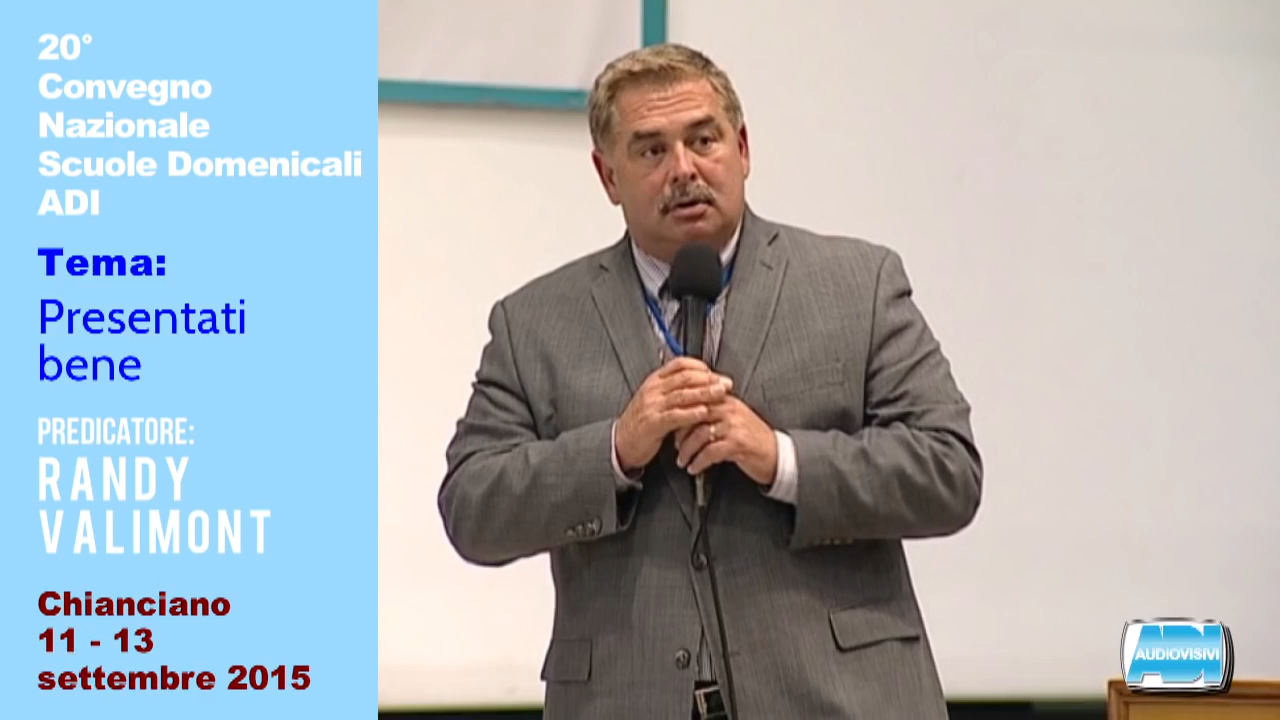 20°
Convegno
Nazionale
Scuole Domenicali
ADI
Tema:
Presentati
bene
PREDICATORE:
RANDY
VALIMONT
Chianciano
11 - 13
settembre 2015
ADI
AUDIOVISIVI